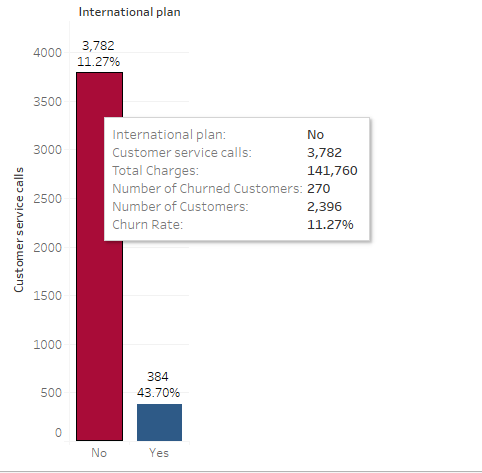 International plan
3,782
11.27%
4000
3500
3000
2500
2000
1500
1000
500
0
Customer service calls
International plan: No
Customer service calls: 3,782
Total Charges: 141,760
Number of Churned Customers: 270
Number of Customers: 2,396
Churn Rate: 11.27%
384
43.70%
No
Yes